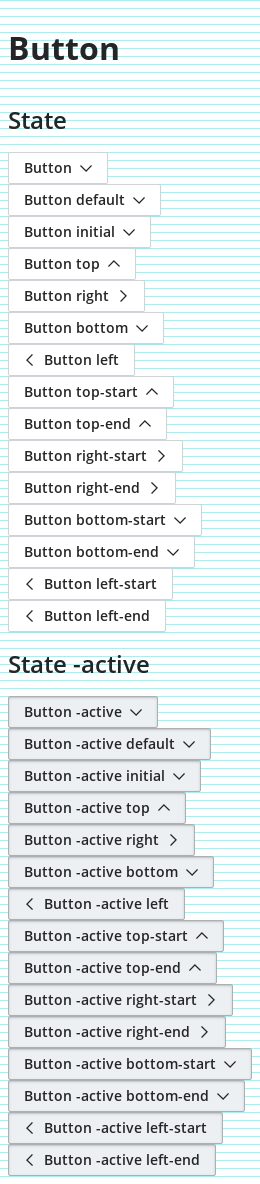 Button
State
Button
Button default
Button initial
Button top
Button right
Button bottom
Button left
Button top-start
Button top-end
Button right-start
Button right-end
Button bottom-start
Button bottom-end
Button left-start
Button left-end
State -active
Button -active
Button -active default
Button -active initial
Button -active top
Button -active right
Button -active bottom
Button -active left
Button -active top-start
Button -active top-end
Button -active right-start
Button -active right-end
Button -active bottom-start
Button -active bottom-end
Button -active left-start
Button -active left-end